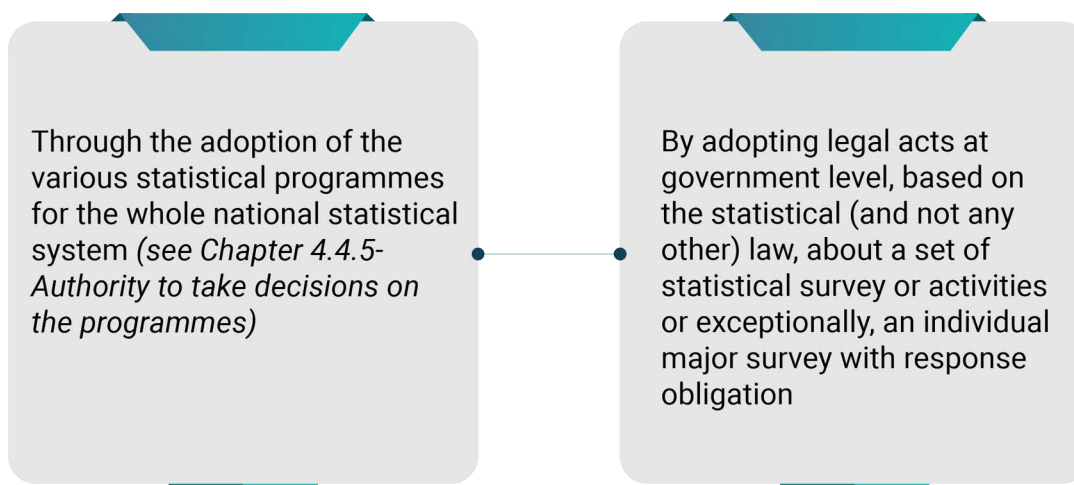 Through the adoption of the
various statistical programmes
for the whole national statistical
system (see Chapter 4.4.5-
Authority to take decisions on
the programmes)
By adopting legal acts at
government level, based on
the statistical (and not any
other) law, about a set of
statistical survey or activities
or exceptionally, an individual
major survey with response
obligation